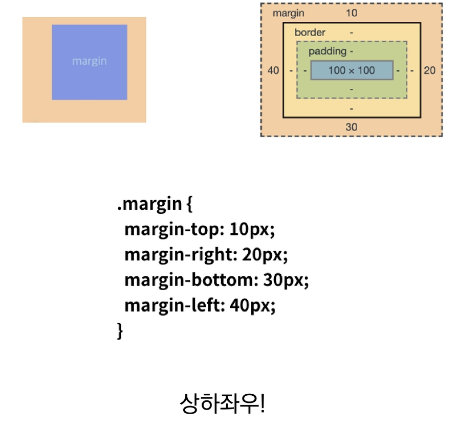 margin
margin 10
border -
padding -
40 - - 100 × 100 - - 20
-
-
30
.margin {
margin-top: 10px;
margin-right: 20px;
margin-bottom: 30px;
margin-left: 40px;
}
상하좌우!